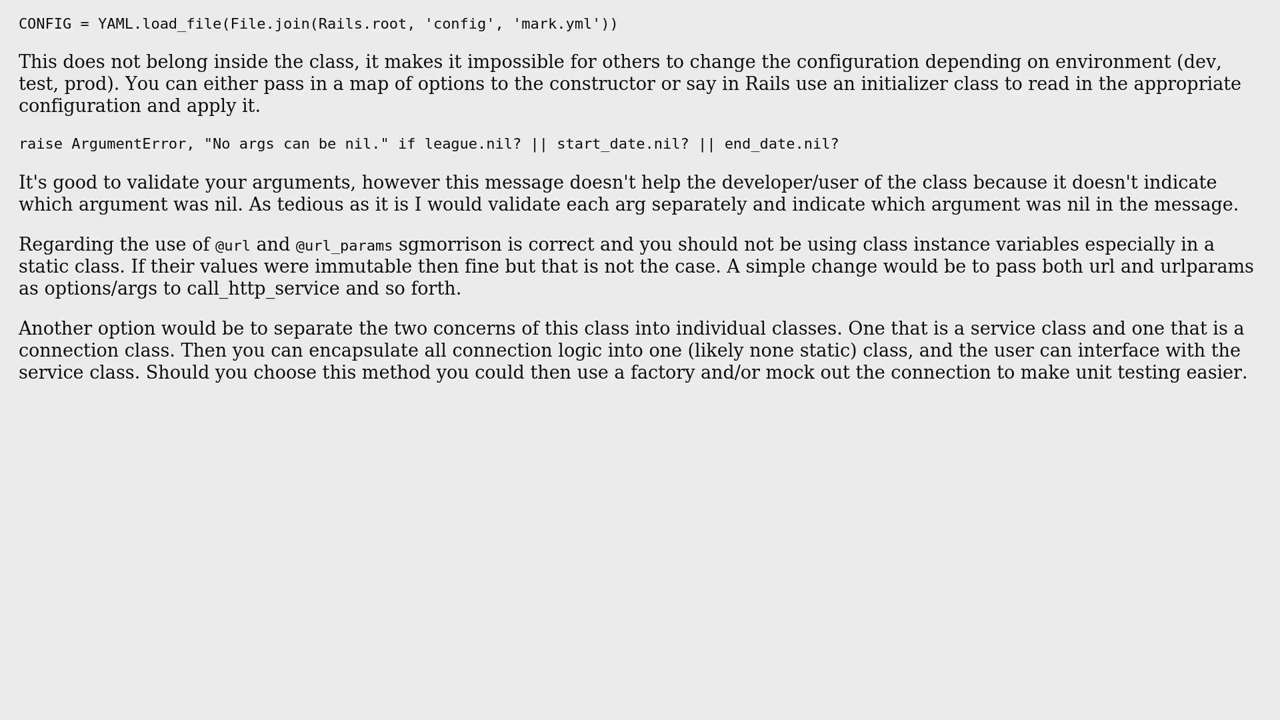 CONFIG = YAML.load_file(File.join(Rails.root, 'config', 'mark.yml'))
This does not belong inside the class, it makes it impossible for others to change the configuration depending on environment (dev,
test, prod). You can either pass in a map of options to the constructor or say in Rails use an initializer class to read in the appropriate
configuration and apply it.
raise ArgumentError, "No args can be nil." if league.nil? || start_date.nil? || end_date.nil?
It's good to validate your arguments, however this message doesn't help the developer/user of the class because it doesn't indicate
which argument was nil. As tedious as it is I would validate each arg separately and indicate which argument was nil in the message.
Regarding the use of @url and @url_params sgmorrison is correct and you should not be using class instance variables especially in a
static class. If their values were immutable then fine but that is not the case. A simple change would be to pass both url and urlparams
as options/args to call_http_service and so forth.
Another option would be to separate the two concerns of this class into individual classes. One that is a service class and one that is a
connection class. Then you can encapsulate all connection logic into one (likely none static) class, and the user can interface with the
service class. Should you choose this method you could then use a factory and/or mock out the connection to make unit testing easier.